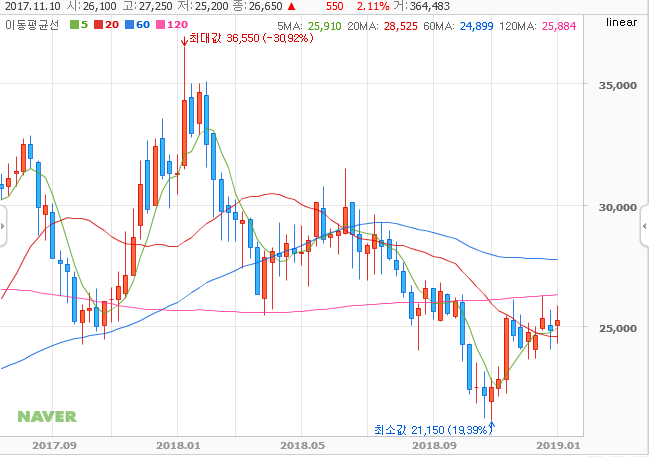 2017.11.10 시:26,100 고:27,250 저:25,200 종:26,650 ▲ 550 2.11% 거:364,483
이동평균선 5 20 60 120 5MA: 25,910 20MA: 28,525 60MA: 24,899 120MA: 25,884 linear
최대값 36,550 (-30,92%)
35,000
30,000
25,000
NAVER
최소값 21,150 (19,39%)
2017.09 2018.01 2018.05 2018.09 2019.01